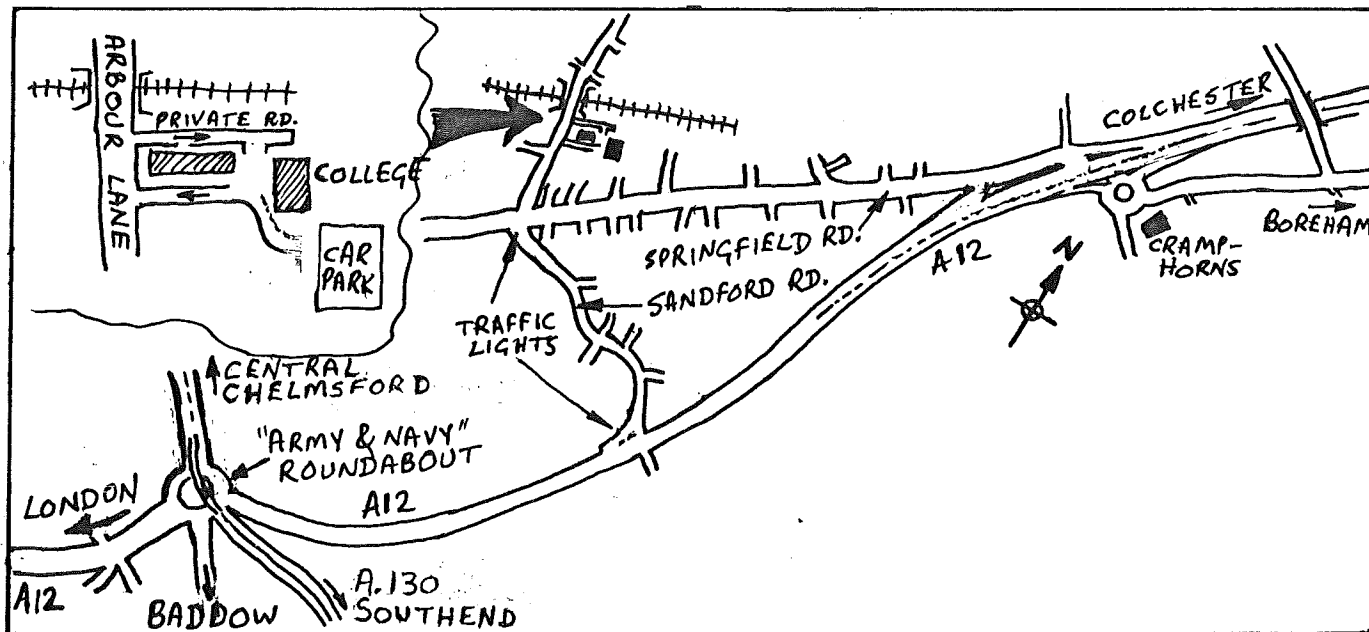 ARBOUR LANE
PRIVATE RD.
COLLEGE
CAR
PARK
COLCHESTER
SPRINGFIELD RD.
A12
CRAMP-
HORNS
BOREHAM
N
SANDFORD RD.
TRAFFIC
LIGHTS
CENTRAL
CHELMSFORD
"ARMY & NAVY"
ROUNDABOUT
LONDON
A12
A12
BADDOW
A.130
SOUTHEND